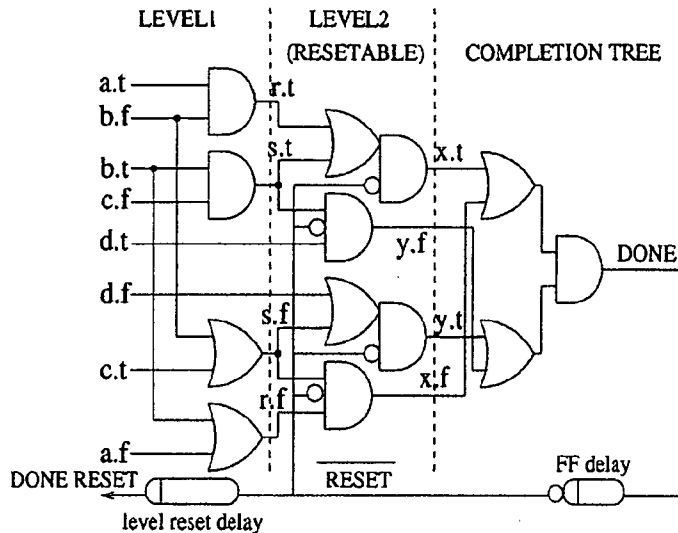 LEVEL1
LEVEL2
(RESETABLE)
COMPLETION TREE
a.t
r.t
b.f
s.t
x.t
b.t
c.f
d.t
y.f
DONE
d.f
s.f
y.t
c.t
x.f
r.f
a.f
DONE RESET
RESET
FF delay
level reset delay